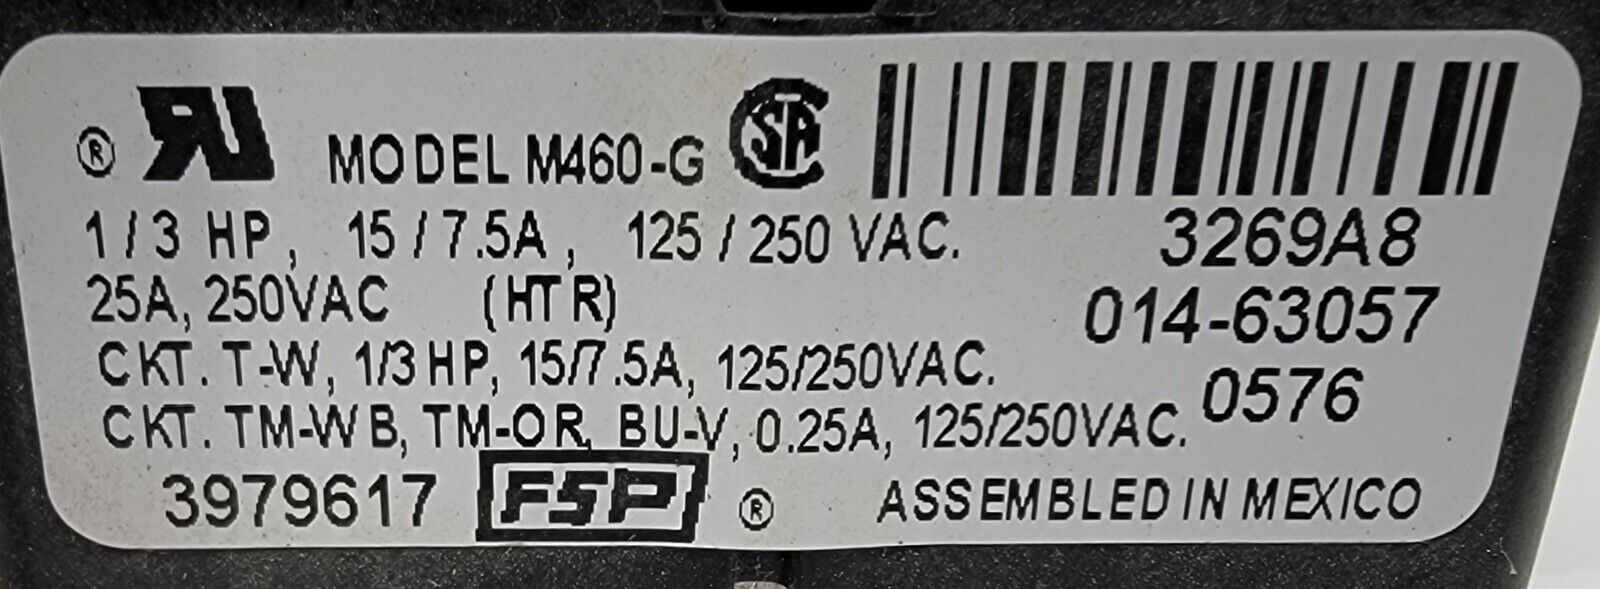 ® RU MODEL M460-G CSA
1/3 HP, 15/7.5A, 125/250 VAC. 3269A8
25A, 250VAC (HTR) 014-63057
CKT. T-W, 1/3 HP, 15/7.5A, 125/250VAC.
CKT. TM-WB, TM-OR, BU-V, 0.25A, 125/250VAC. 0576
3979617 FSP ® ASSEMBLED IN MEXICO